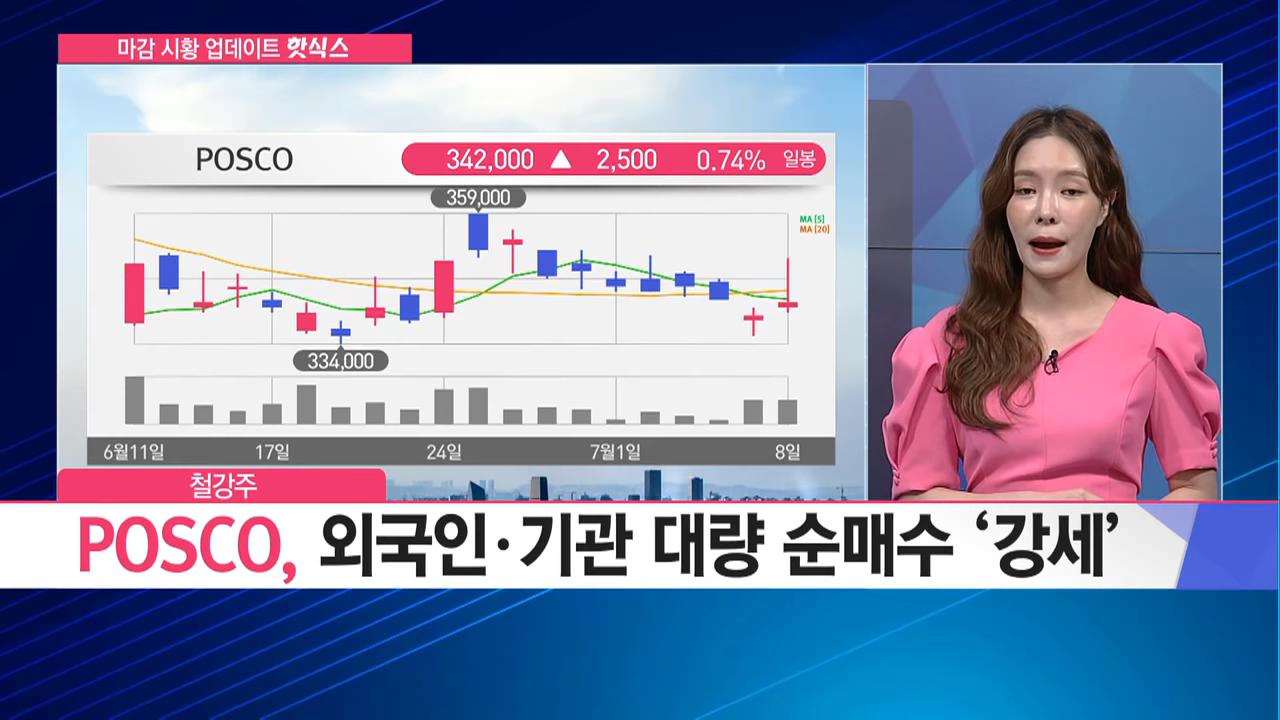 마감 시황 업데이트 핫식스
POSCO
342,000 ▲ 2,500 0.74% 일봉
359,000
MA [5]
MA [20]
334,000
6월11일 17일 24일 7월1일 8일
철강주
POSCO, 외국인·기관 대량 순매수 ‘강세’